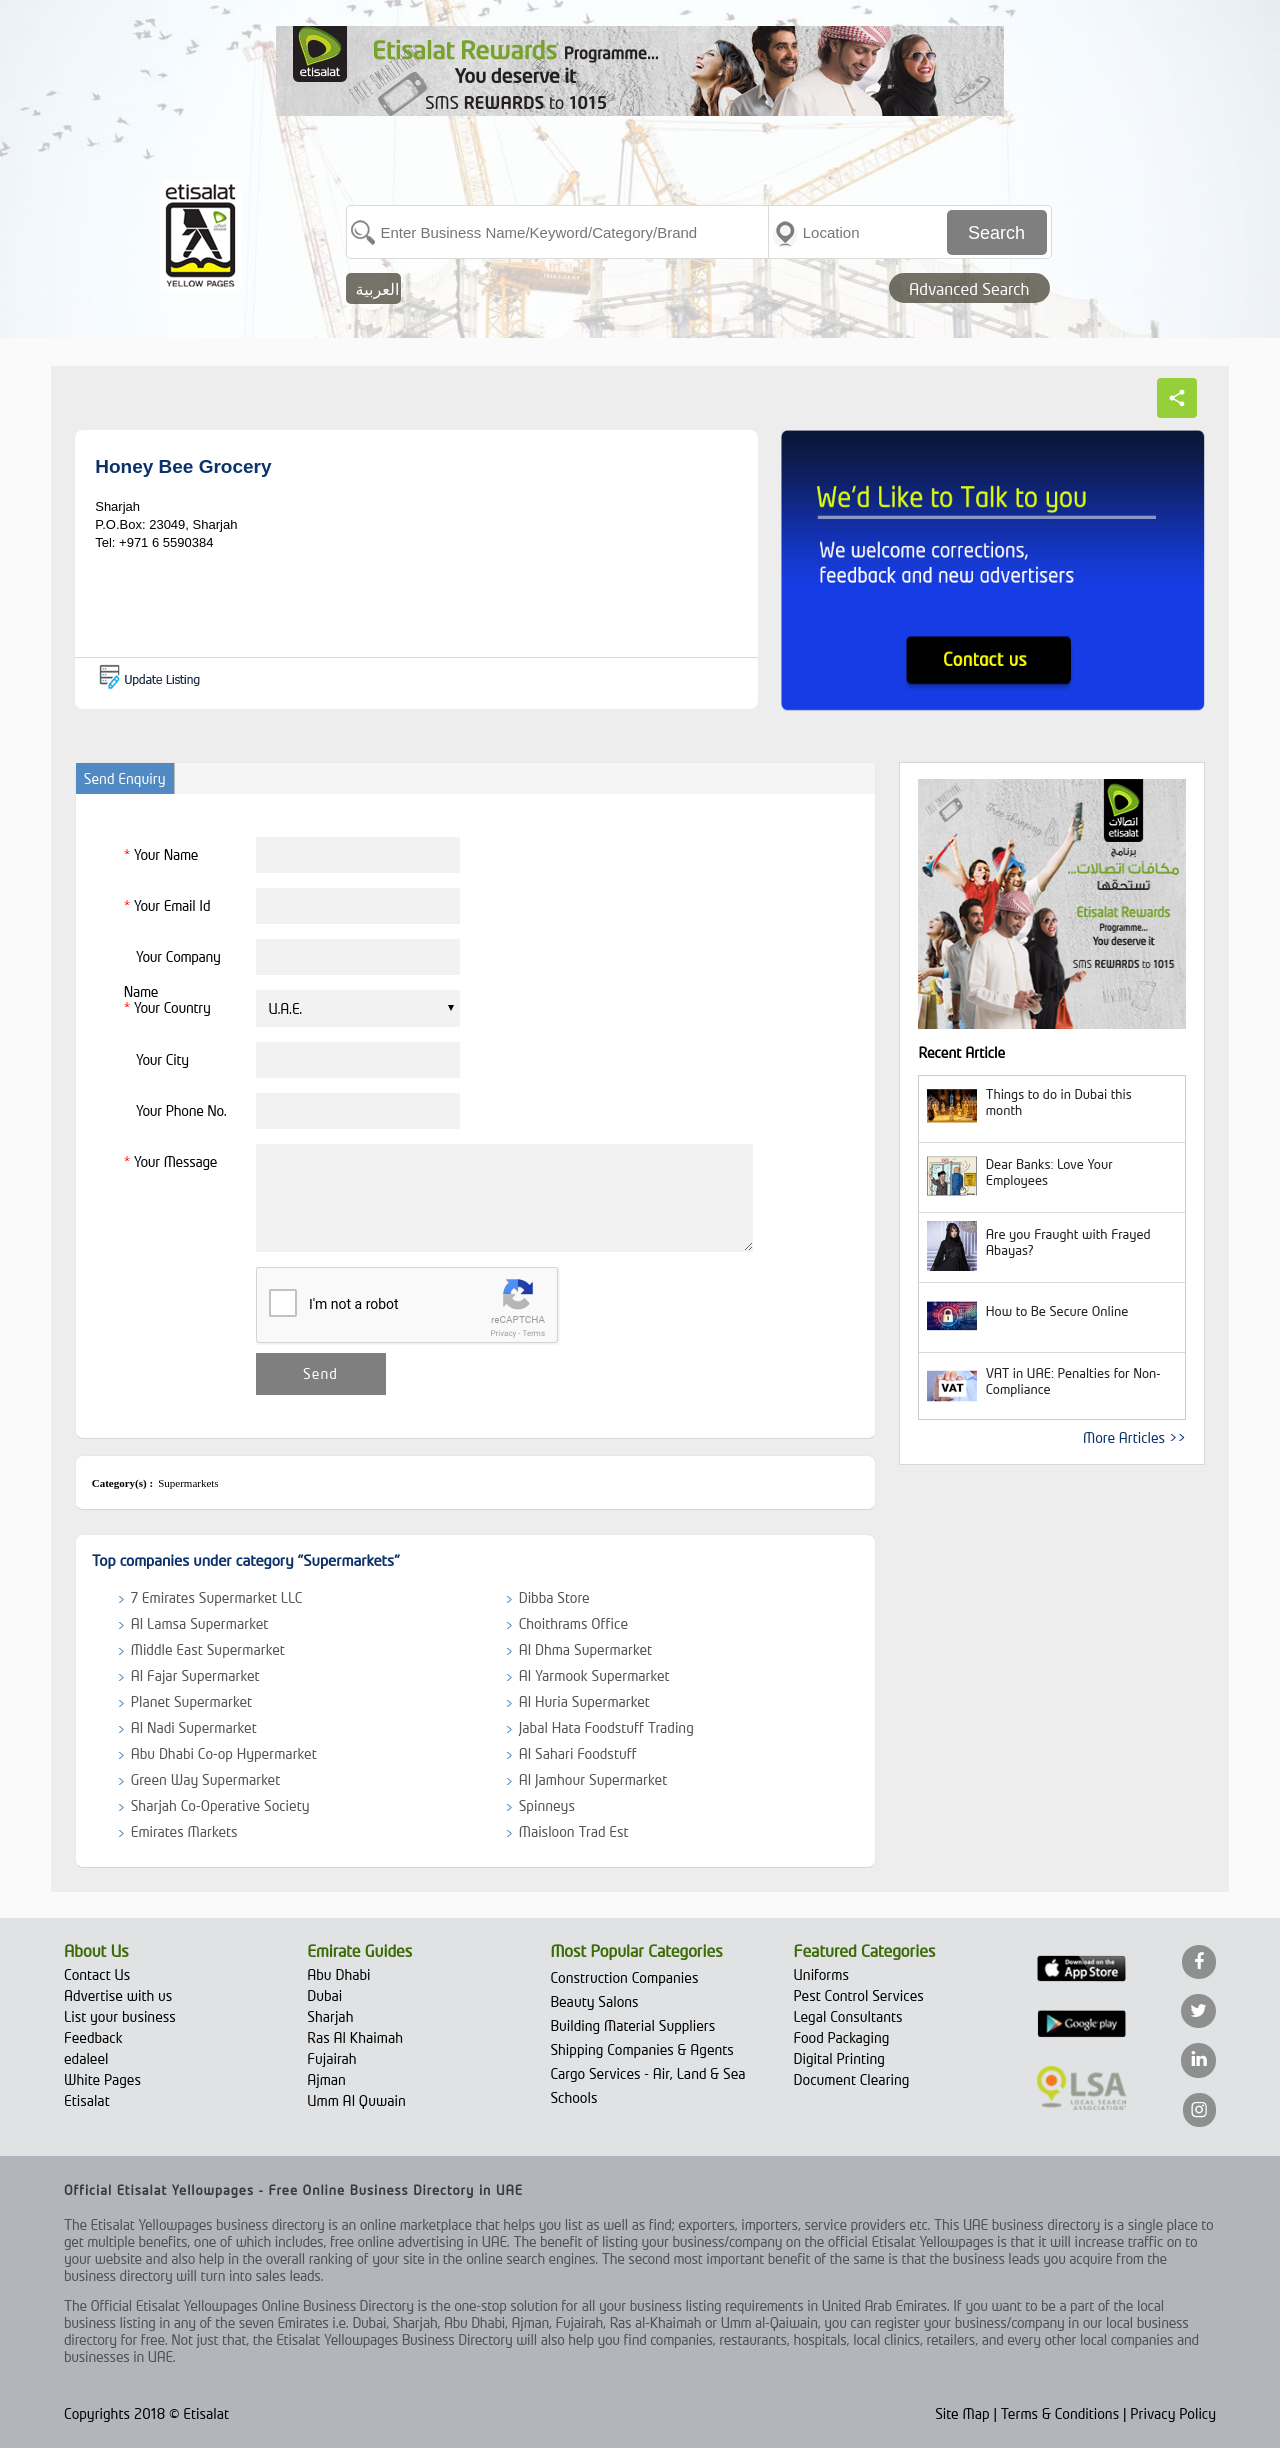 etisalat
Etisalat Rewards Programme...
You deserve it
SMS REWARDS to 1015
etisalat
YELLOW PAGES
Enter Business Name/Keyword/Category/Brand
Location
Search
العربية
Advanced Search
Honey Bee Grocery
Sharjah
P.O.Box: 23049, Sharjah
Tel: +971 6 5590384
Update Listing
We'd Like to Talk to you
We welcome corrections,
feedback and new advertisers
Contact us
Send Enquiry
* Your Name
* Your Email Id
Your Company
Name
* Your Country
U.A.E.
Your City
Your Phone No.
* Your Message
I'm not a robot
reCAPTCHA
Privacy - Terms
Send
Free shipping
اتصالات
etisalat
برنامج
مكافآت اتصالات...
تستحقها
Etisalat Rewards
Programme...
You deserve it
SMS REWARDS to 1015
Recent Article
Things to do in Dubai this
month
Dear Banks: Love Your
Employees
Are you Fraught with Frayed
Abayas?
How to Be Secure Online
VAT
VAT in UAE: Penalties for Non-
Compliance
More Articles >>
Category(s) : Supermarkets
Top companies under category "Supermarkets"
7 Emirates Supermarket LLC
Al Lamsa Supermarket
Middle East Supermarket
Al Fajar Supermarket
Planet Supermarket
Al Nadi Supermarket
Abu Dhabi Co-op Hypermarket
Green Way Supermarket
Sharjah Co-Operative Society
Emirates Markets
Dibba Store
Choithrams Office
Al Dhma Supermarket
Al Yarmook Supermarket
Al Huria Supermarket
Jabal Hata Foodstuff Trading
Al Sahari Foodstuff
Al Jamhour Supermarket
Spinneys
Maisloon Trad Est
About Us
Contact Us
Advertise with us
List your business
Feedback
edaleel
White Pages
Etisalat
Emirate Guides
Abu Dhabi
Dubai
Sharjah
Ras Al Khaimah
Fujairah
Ajman
Umm Al Quwain
Most Popular Categories
Construction Companies
Beauty Salons
Building Material Suppliers
Shipping Companies & Agents
Cargo Services - Air, Land & Sea
Schools
Featured Categories
Uniforms
Pest Control Services
Legal Consultants
Food Packaging
Digital Printing
Document Clearing
Download on the
App Store
Google play
LSA
LOCAL SEARCH
ASSOCIATION
Official Etisalat Yellowpages - Free Online Business Directory in UAE
The Etisalat Yellowpages business directory is an online marketplace that helps you list as well as find; exporters, importers, service providers etc. This UAE business directory is a single place to
get multiple benefits, one of which includes, free online advertising in UAE. The benefit of listing your business/company on the official Etisalat Yellowpages is that it will increase traffic on to
your website and also help in the overall ranking of your site in the online search engines. The second most important benefit of the same is that the business leads you acquire from the
business directory will turn into sales leads.
The Official Etisalat Yellowpages Online Business Directory is the one-stop solution for all your business listing requirements in United Arab Emirates. If you want to be a part of the local
business listing in any of the seven Emirates i.e. Dubai, Sharjah, Abu Dhabi, Ajman, Fujairah, Ras al-Khaimah or Umm al-Qaiwain, you can register your business/company in our local business
directory for free. Not just that, the Etisalat Yellowpages Business Directory will also help you find companies, restaurants, hospitals, local clinics, retailers, and every other local companies and
businesses in UAE.
Copyrights 2018 © Etisalat
Site Map | Terms & Conditions | Privacy Policy